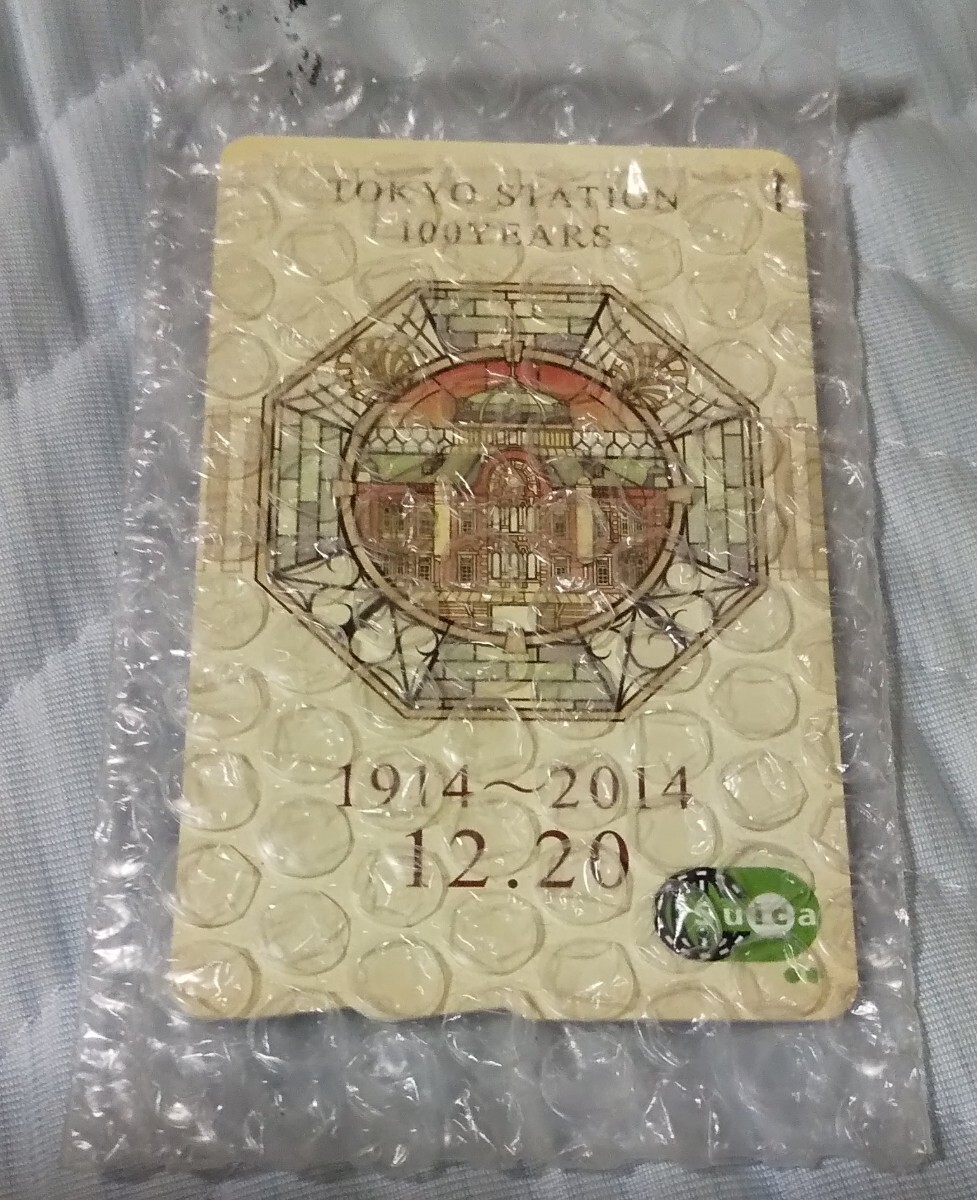 TOKYO STATION
100YEARS
1914～2014
12.20
Suica